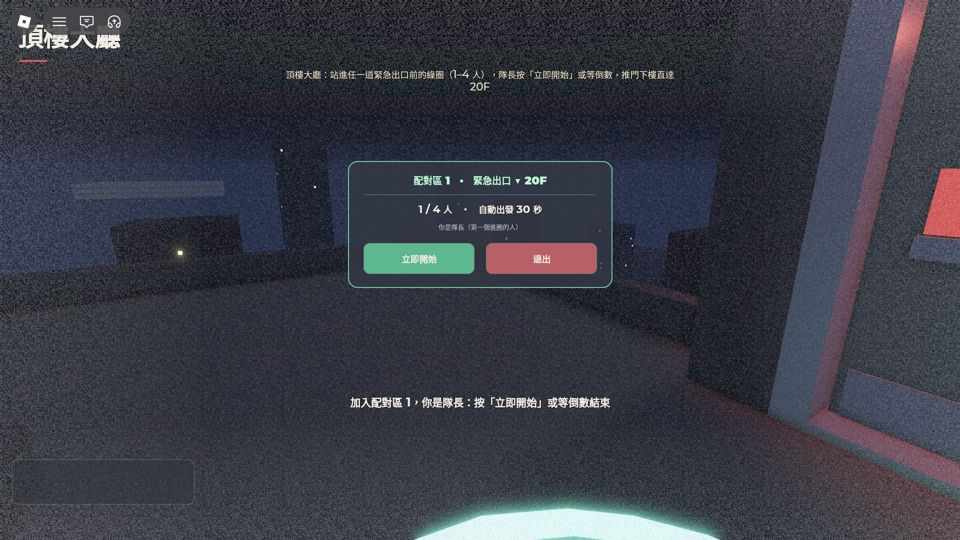 頂樓大廳
頂樓大廳：站進任一道緊急出口前的綠圈（1–4 人），隊長按「立即開始」或等倒數，推門下樓直達
20F
配對區 1 • 緊急出口 ▼ 20F
1 / 4 人 • 自動出發 30 秒
你是隊長（第一個進圈的人）
立即開始
退出
加入配對區 1，你是隊長：按「立即開始」或等倒數結束